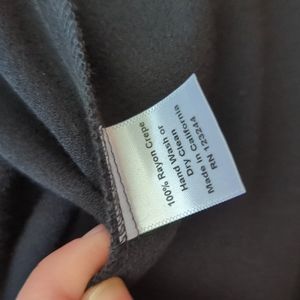 100% Rayon Crepe
Hand Wash or
Dry Clean
Made in California
RN 123244